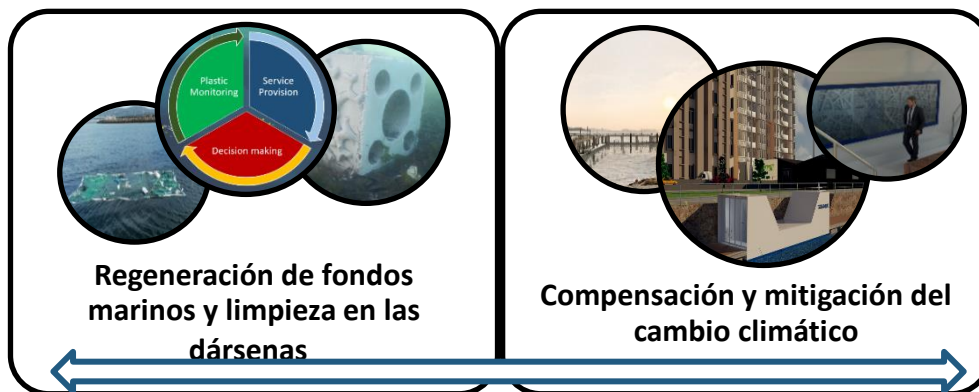 Plastic
Monitoring
Service
Provision
Decision making
Regeneración de fondos
marinos y limpieza en las
dársenas
Compensación y mitigación del
cambio climático